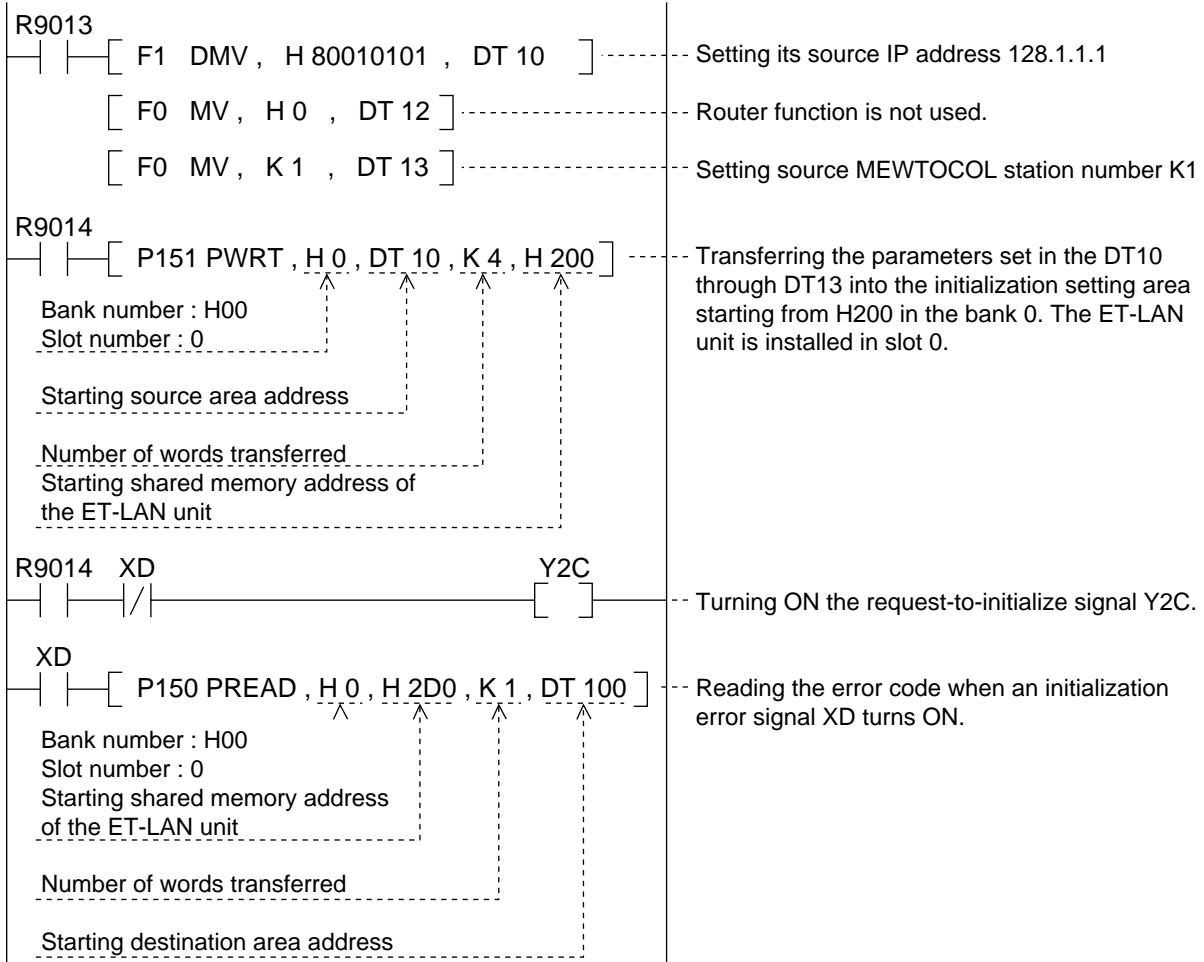 R9013
F1 DMV , H 80010101 , DT 10
Setting its source IP address 128.1.1.1
F0 MV , H 0 , DT 12
Router function is not used.
F0 MV , K 1 , DT 13
Setting source MEWTOCOL station number K1
R9014
P151 PWRT , H 0 , DT 10 , K 4 , H 200
Transferring the parameters set in the DT10
through DT13 into the initialization setting area
starting from H200 in the bank 0. The ET-LAN
unit is installed in slot 0.
Bank number : H00
Slot number : 0
Starting source area address
Number of words transferred
Starting shared memory address of
the ET-LAN unit
R9014 XD Y2C
Turning ON the request-to-initialize signal Y2C.
XD
P150 PREAD , H 0 , H 2D0 , K 1 , DT 100
Reading the error code when an initialization
error signal XD turns ON.
Bank number : H00
Slot number : 0
Starting shared memory address
of the ET-LAN unit
Number of words transferred
Starting destination area address